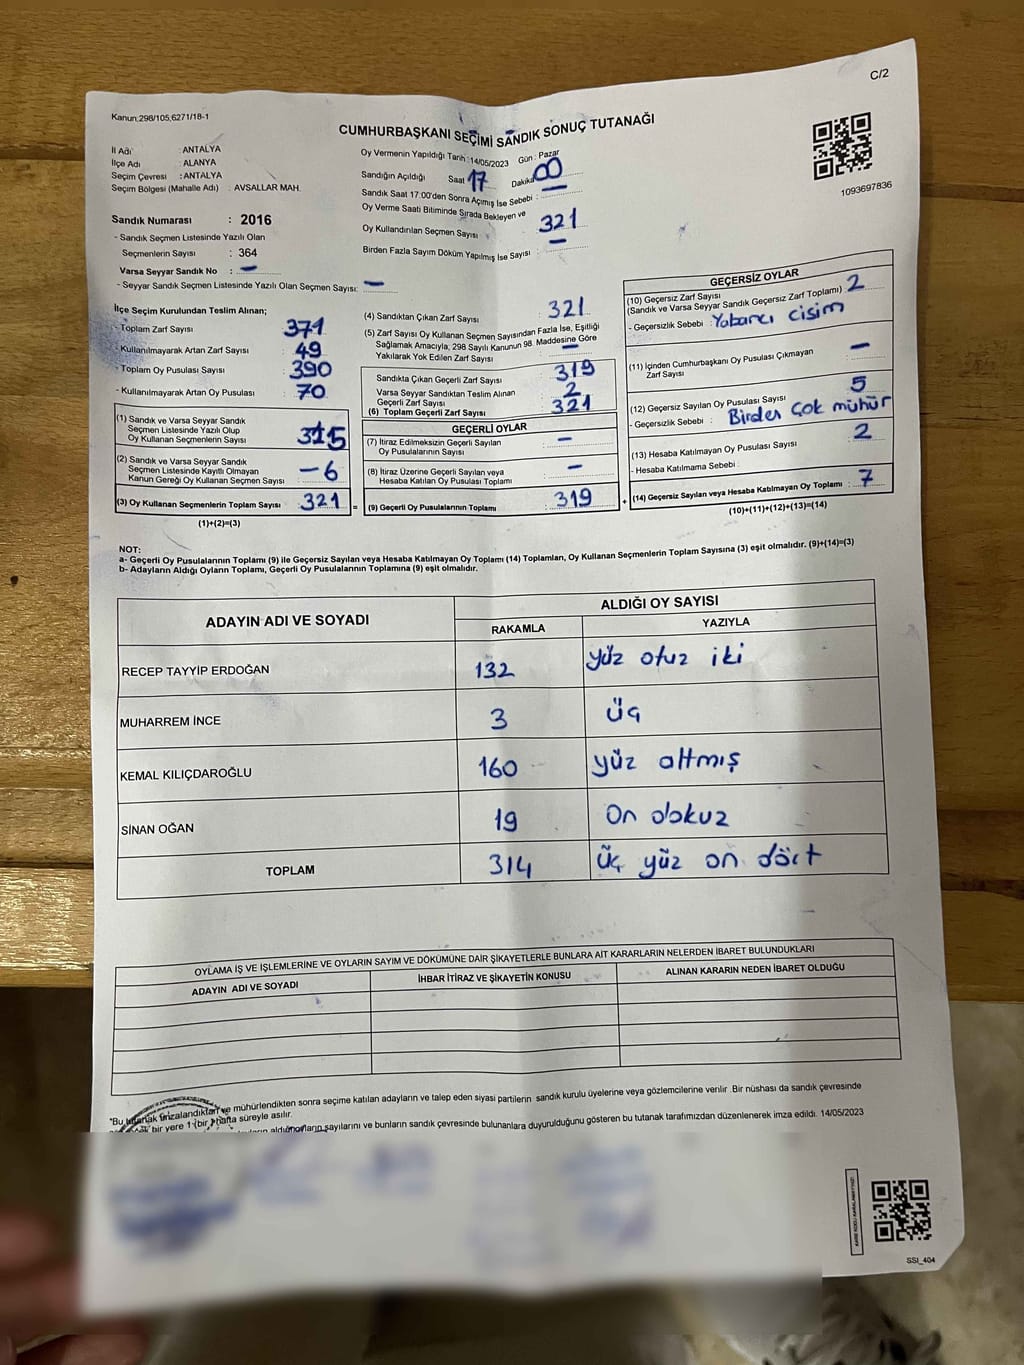 C/2
Kanun;298/105,6271/18-1
CUMHURBAŞKANI SEÇİMİ SANDIK SONUÇ TUTANAĞI
1093697836
İl Adı : ANTALYA
İlçe Adı : ALANYA
Seçim Çevresi : ANTALYA
Seçim Bölgesi (Mahalle Adı) : AVSALLAR MAH.
Sandık Numarası : 2016
- Sandık Seçmen Listesinde Yazılı Olan
Seçmenlerin Sayısı : 364
Varsa Seyyar Sandık No : -
- Seyyar Sandık Seçmen Listesinde Yazılı Olan Seçmen Sayısı: -
Oy Vermenin Yapıldığı Tarih : 14/05/2023 Gün : Pazar
Sandığın Açıldığı Saat 17 Dakika 00
Sandık Saat 17:00'den Sonra Açımış İse Sebebi : -
Oy Verme Saati Bitiminde Sırada Bekleyen ve
Oy Kullandırılan Seçmen Sayısı : 321
Birden Fazla Sayım Döküm Yapılmış İse Sayısı : -
İlçe Seçim Kurulundan Teslim Alınan;
- Toplam Zarf Sayısı : 371
- Kullanılmayarak Artan Zarf Sayısı : 49
- Toplam Oy Pusulası Sayısı : 390
- Kullanılmayarak Artan Oy Pusulası : 70
(1) Sandık ve Varsa Seyyar Sandık
Seçmen Listesinde Yazılı Olup
Oy Kullanan Seçmenlerin Sayısı : 315
(2) Sandık ve Varsa Seyyar Sandık
Seçmen Listesinde Kayıtlı Olmayan
Kanun Gereği Oy Kullanan Seçmen Sayısı : -6
(3) Oy Kullanan Seçmenlerin Toplam Sayısı : 321
(1)+(2)=(3)
(4) Sandıktan Çıkan Zarf Sayısı : 321
(5) Zarf Sayısı Oy Kullanan Seçmen Sayısından Fazla İse, Eşitliği
Sağlamak Amacıyla, 298 Sayılı Kanunun 98. Maddesine Göre
Yakılarak Yok Edilen Zarf Sayısı : -
Sandıkta Çıkan Geçerli Zarf Sayısı : 319
Varsa Seyyar Sandıktan Teslim Alınan
Geçerli Zarf Sayısı : 2
(6) Toplam Geçerli Zarf Sayısı : 321
GEÇERLİ OYLAR
(7) İtiraz Edilmeksizin Geçerli Sayılan
Oy Pusulalarının Sayısı : -
(8) İtiraz Üzerine Geçerli Sayılan veya
Hesaba Katılan Oy Pusulası Toplamı : -
= (9) Geçerli Oy Pusulalarının Toplamı : 319 +
GEÇERSİZ OYLAR
(10) Geçersiz Zarf Sayısı
(Sandık ve Varsa Seyyar Sandık Geçersiz Zarf Toplamı) : 2
- Geçersizlik Sebebi : Yabancı cisim
(11) İçinden Cumhurbaşkanı Oy Pusulası Çıkmayan
Zarf Sayısı : -
(12) Geçersiz Sayılan Oy Pusulası Sayısı : 5
- Geçersizlik Sebebi : Birden Çok mühür
(13) Hesaba Katılmayan Oy Pusulası Sayısı : 2
- Hesaba Katılmama Sebebi :
(14) Geçersiz Sayılan veya Hesaba Katılmayan Oy Toplamı : 7
(10)+(11)+(12)+(13)=(14)
NOT:
a- Geçerli Oy Pusulalarının Toplamı (9) ile Geçersiz Sayılan veya Hesaba Katılmayan Oy Toplamı (14) Toplamları, Oy Kullanan Seçmenlerin Toplam Sayısına (3) eşit olmalıdır. (9)+(14)=(3)
b- Adayların Aldığı Oyların Toplamı, Geçerli Oy Pusulalarının Toplamına (9) eşit olmalıdır.
ADAYIN ADI VE SOYADI ALDIĞI OY SAYISI
RAKAMLA YAZIYLA
RECEP TAYYİP ERDOĞAN 132 yüz otuz iki
MUHARREM İNCE 3 üç
KEMAL KILIÇDAROĞLU 160 yüz altmış
SİNAN OĞAN 19 On dokuz
TOPLAM 314 üç yüz on dört
OYLAMA İŞ VE İŞLEMLERİNE VE OYLARIN SAYIM VE DÖKÜMÜNE DAİR ŞİKAYETLERLE BUNLARA AİT KARARLARIN NELERDEN İBARET BULUNDUKLARI
ADAYIN ADI VE SOYADI İHBAR İTİRAZ VE ŞİKAYETİN KONUSU ALINAN KARARIN NEDEN İBARET OLDUĞU
*Bu tutanak imzalandıktan ve mühürlendikten sonra seçime katılan adayların ve talep eden siyasi partilerin sandık kurulu üyelerine veya gözlemcilerine verilir. Bir nüshası da sandık çevresinde
bir yere 1 (bir) hafta süreyle asılır.
aldığı oyların sayılarını ve bunların sandık çevresinde bulunanlara duyurulduğunu gösteren bu tutanak tarafımızdan düzenlenerek imza edildi. 14/05/2023
SSI_404